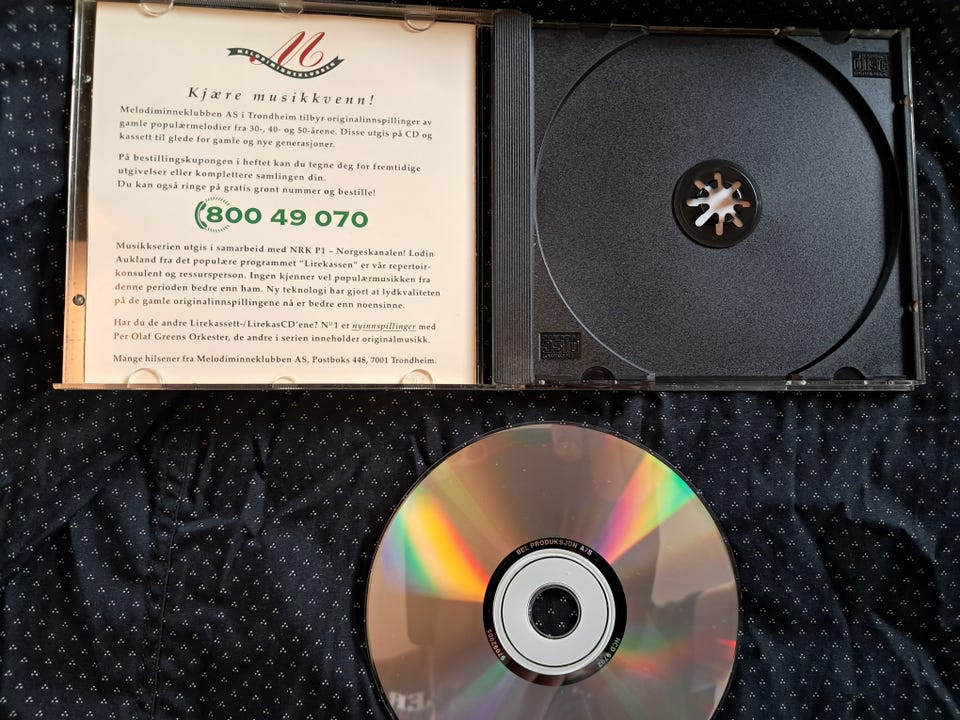 M
MELODIMINNEKLUBBEN
Kjære musikkvenn!
Melodiminneklubben AS i Trondheim tilbyr originalinnspillinger av
gamle populærmelodier fra 30-, 40- og 50-årene. Disse utgis på CD og
kassett til glede for gamle og nye generasjoner.
På bestillingskupongen i heftet kan du tegne deg for fremtidige
utgivelser eller komplettere samlingen din.
Du kan også ringe på gratis grønt nummer og bestille!
800 49 070
Musikkserien utgis i samarbeid med NRK P1 – Norgeskanalen! Lodin
Aukland fra det populære programmet "Lirekassen" er vår repertoir-
konsulent og ressursperson. Ingen kjenner vel populærmusikken fra
denne perioden bedre enn ham. Ny teknologi har gjort at lydkvaliteten
på de gamle originalinnspillingene nå er bedre enn noensinne.
Har du de andre Lirekassett-/LirekasCD'ene? Nº1 et nyinnspillinger med
Per Olaf Greens Orkester, de andre i serien inneholder originalmusikk.
Mange hilsener fra Melodiminneklubben AS, Postboks 448, 7001 Trondheim.
disc
disc
BEL PRODUKSJON A/S